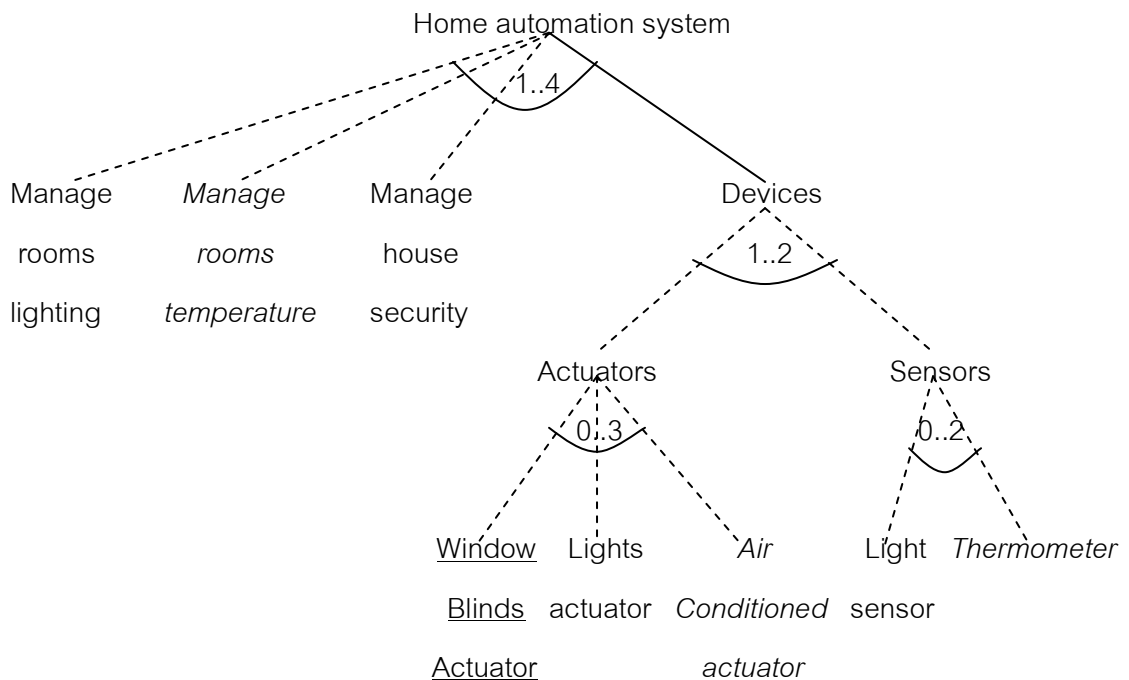 Home automation system
1..4
Manage Manage Manage Devices
rooms rooms house 1..2
lighting temperature security
Actuators Sensors
0..3 0..2
Window Lights Air Light Thermometer
Blinds actuator Conditioned sensor
Actuator actuator